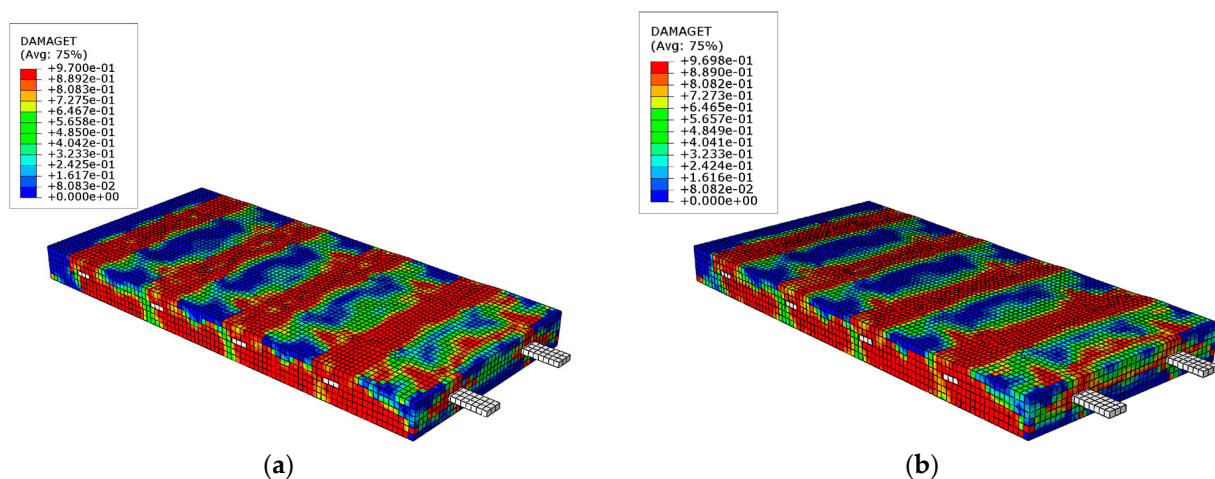 DAMAGET
(Avg: 75%)
+9.700e-01
+8.892e-01
+8.083e-01
+7.275e-01
+6.467e-01
+5.658e-01
+4.850e-01
+4.042e-01
+3.233e-01
+2.425e-01
+1.617e-01
+8.083e-02
+0.000e+00
(a)
DAMAGET
(Avg: 75%)
+9.698e-01
+8.890e-01
+8.082e-01
+7.273e-01
+6.465e-01
+5.657e-01
+4.849e-01
+4.041e-01
+3.233e-01
+2.424e-01
+1.616e-01
+8.082e-02
+0.000e+00
(b)